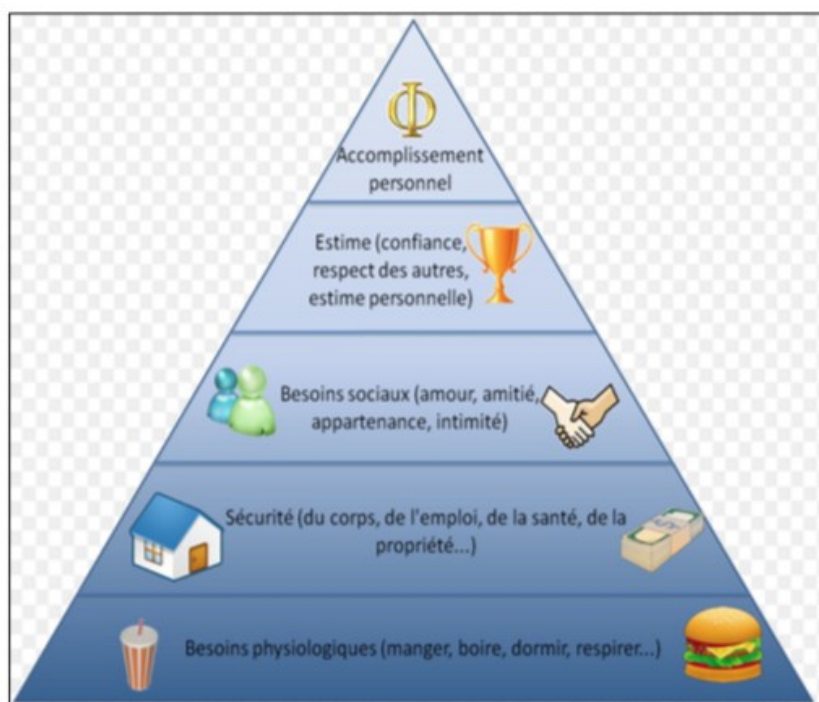 Accomplissement
personnel
Estime (confiance,
respect des autres,
estime personnelle)
Besoins sociaux (amour, amitié,
appartenance, intimité)
Sécurité (du corps, de l'emploi, de la santé, de la
propriété...)
Besoins physiologiques (manger, boire, dormir, respirer...)